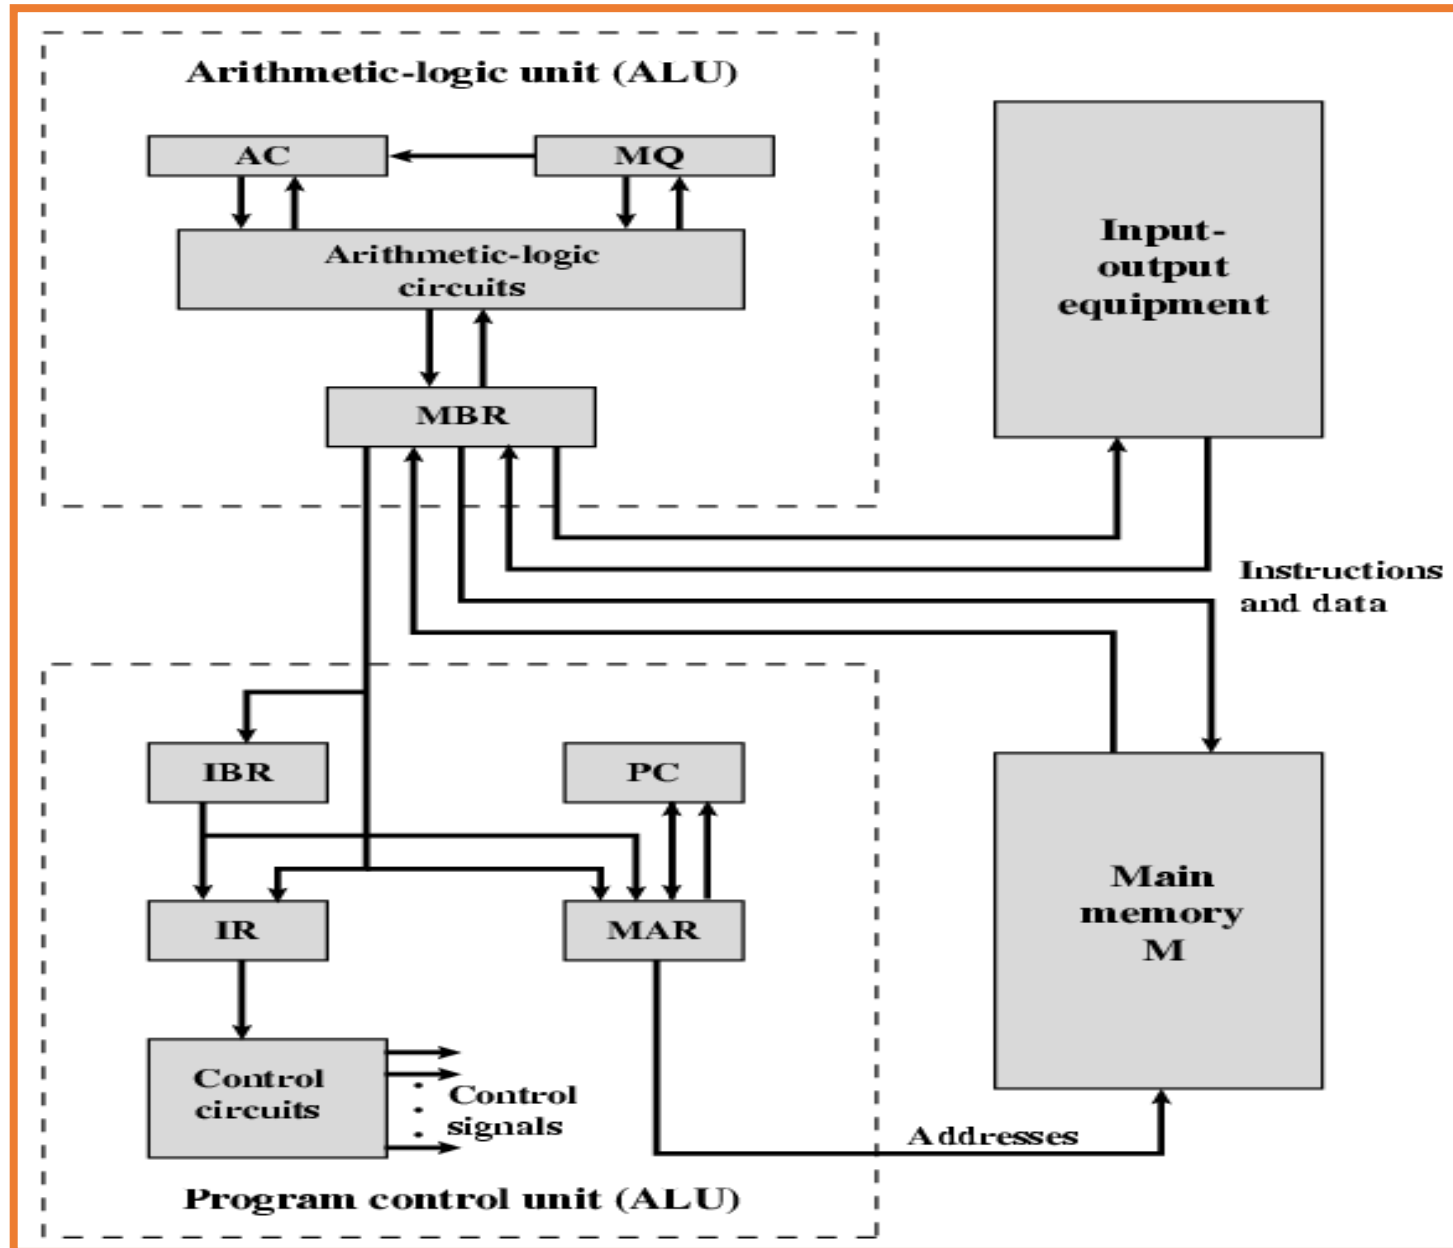 Arithmetic-logic unit (ALU)
AC
MQ
Arithmetic-logic
circuits
MBR
Input-
output
equipment
Instructions
and data
IBR
PC
IR
MAR
Main
memory
M
Control
circuits
Control
signals
Addresses
Program control unit (ALU)